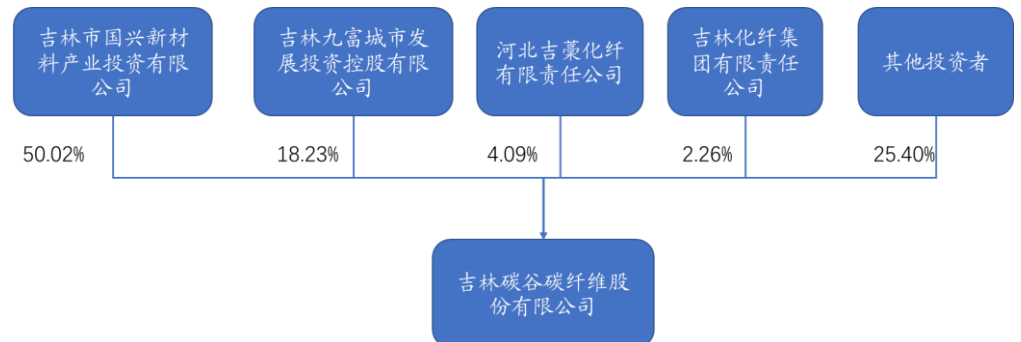 吉林市国兴新材
料产业投资有限
公司
吉林九富城市发
展投资控股有限
公司
河北吉藁化纤
有限责任公司
吉林化纤集
团有限责任
公司
其他投资者
50.02%
18.23%
4.09%
2.26%
25.40%
吉林碳谷碳纤维股
份有限公司